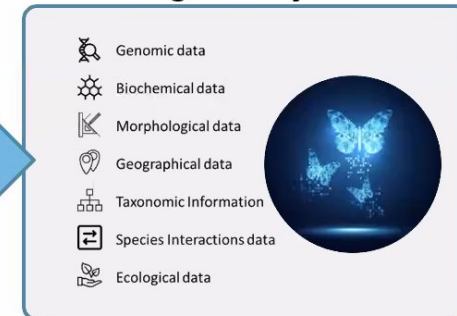 Genomic data
Biochemical data
Morphological data
Geographical data
Taxonomic Information
Species Interactions data
Ecological data